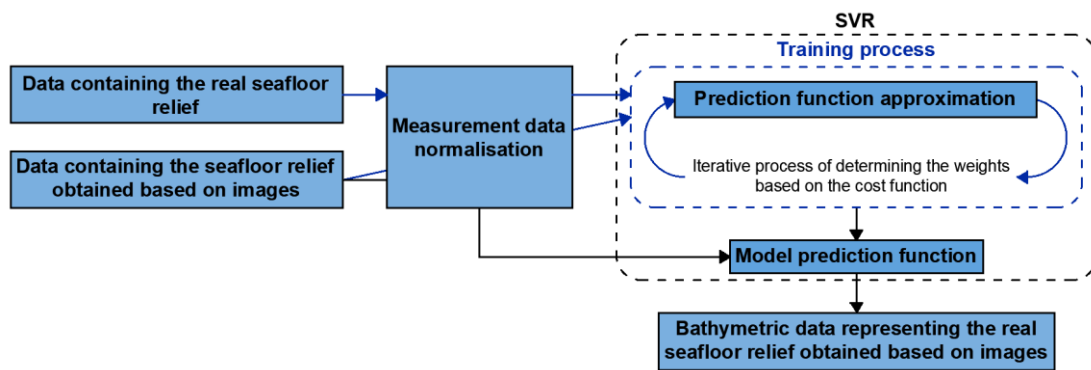 SVR
Training process
Data containing the real seafloor
relief
Data containing the seafloor relief
obtained based on images
Measurement data
normalisation
Prediction function approximation
Iterative process of determining the weights
based on the cost function
Model prediction function
Bathymetric data representing the real
seafloor relief obtained based on images